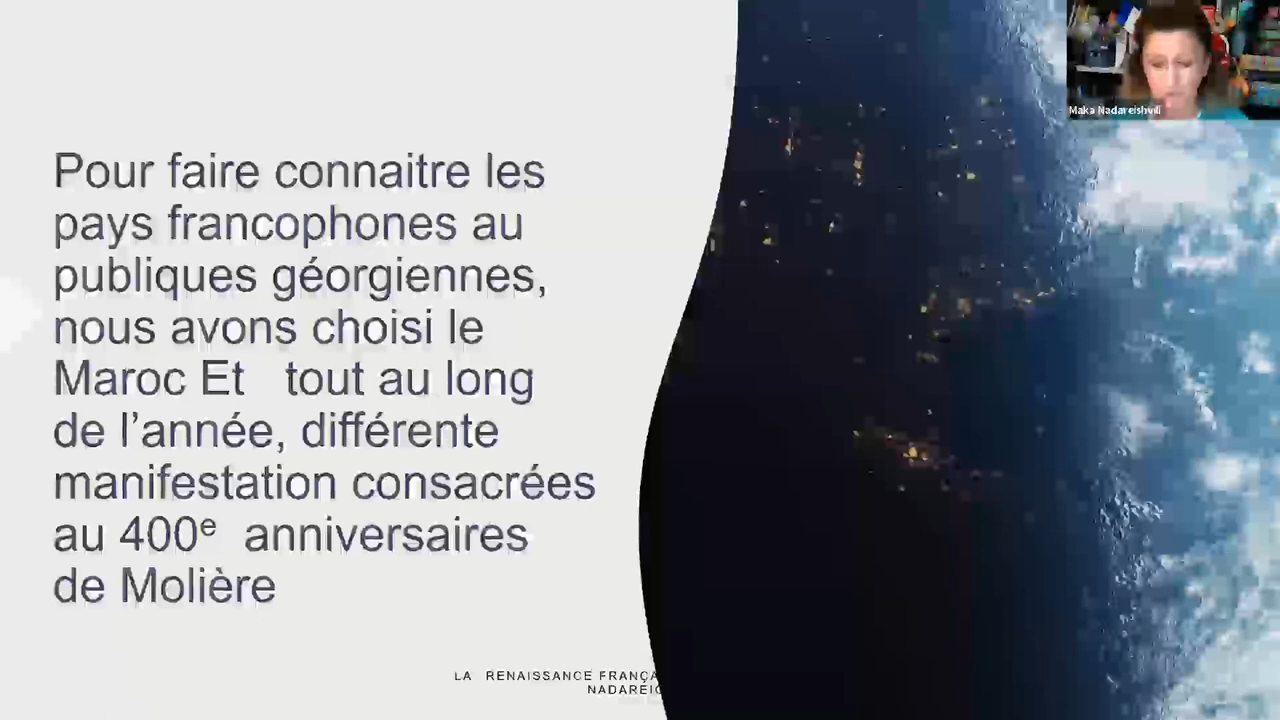 Pour faire connaitre les
pays francophones au
publiques géorgiennes,
nous avons choisi le
Maroc Et tout au long
de l’année, différente
manifestation consacrées
au 400ᵉ anniversaires
de Molière
LA RENAISSANCE FRANÇA
NADAREI
Maka Nadareishvili